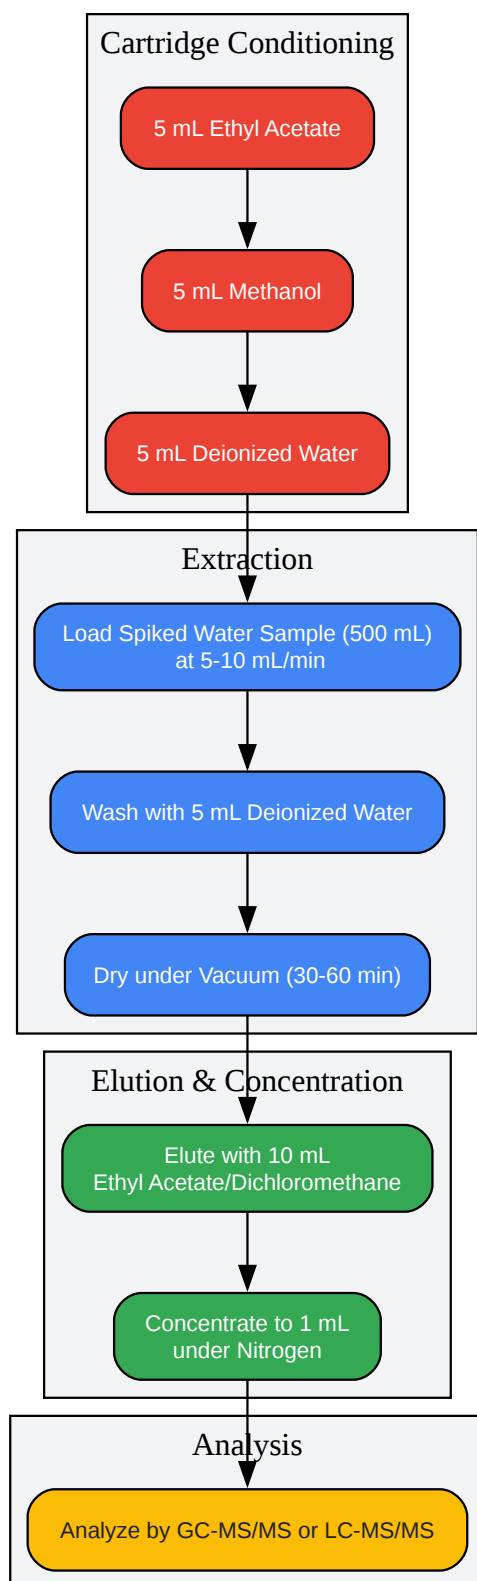 Cartridge Conditioning
5 mL Ethyl Acetate
5 mL Methanol
5 mL Deionized Water
Extraction
Load Spiked Water Sample (500 mL)
at 5-10 mL/min
Wash with 5 mL Deionized Water
Dry under Vacuum (30-60 min)
Elution & Concentration
Elute with 10 mL
Ethyl Acetate/Dichloromethane
Concentrate to 1 mL
under Nitrogen
Analysis
Analyze by GC-MS/MS or LC-MS/MS